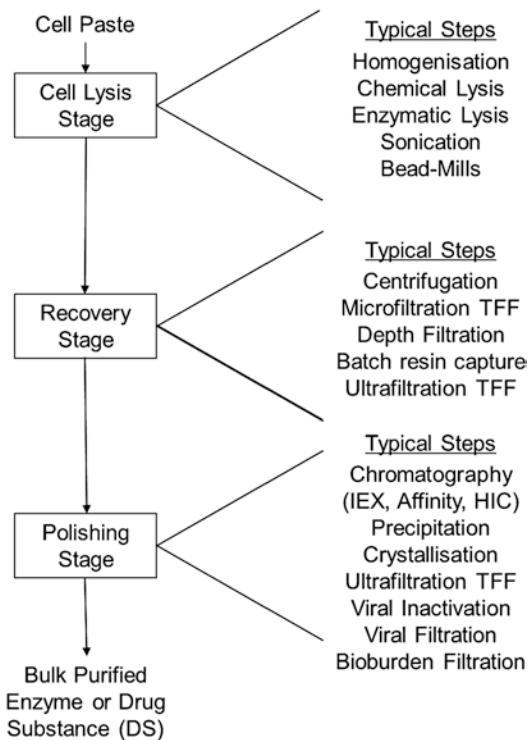 Cell Paste
Cell Lysis
Stage
Typical Steps
Homogenisation
Chemical Lysis
Enzymatic Lysis
Sonication
Bead-Mills
Recovery
Stage
Typical Steps
Centrifugation
Microfiltration TFF
Depth Filtration
Batch resin capture
Ultrafiltration TFF
Polishing
Stage
Typical Steps
Chromatography
(IEX, Affinity, HIC)
Precipitation
Crystallisation
Ultrafiltration TFF
Viral Inactivation
Viral Filtration
Bioburden Filtration
Bulk Purified
Enzyme or Drug
Substance (DS)